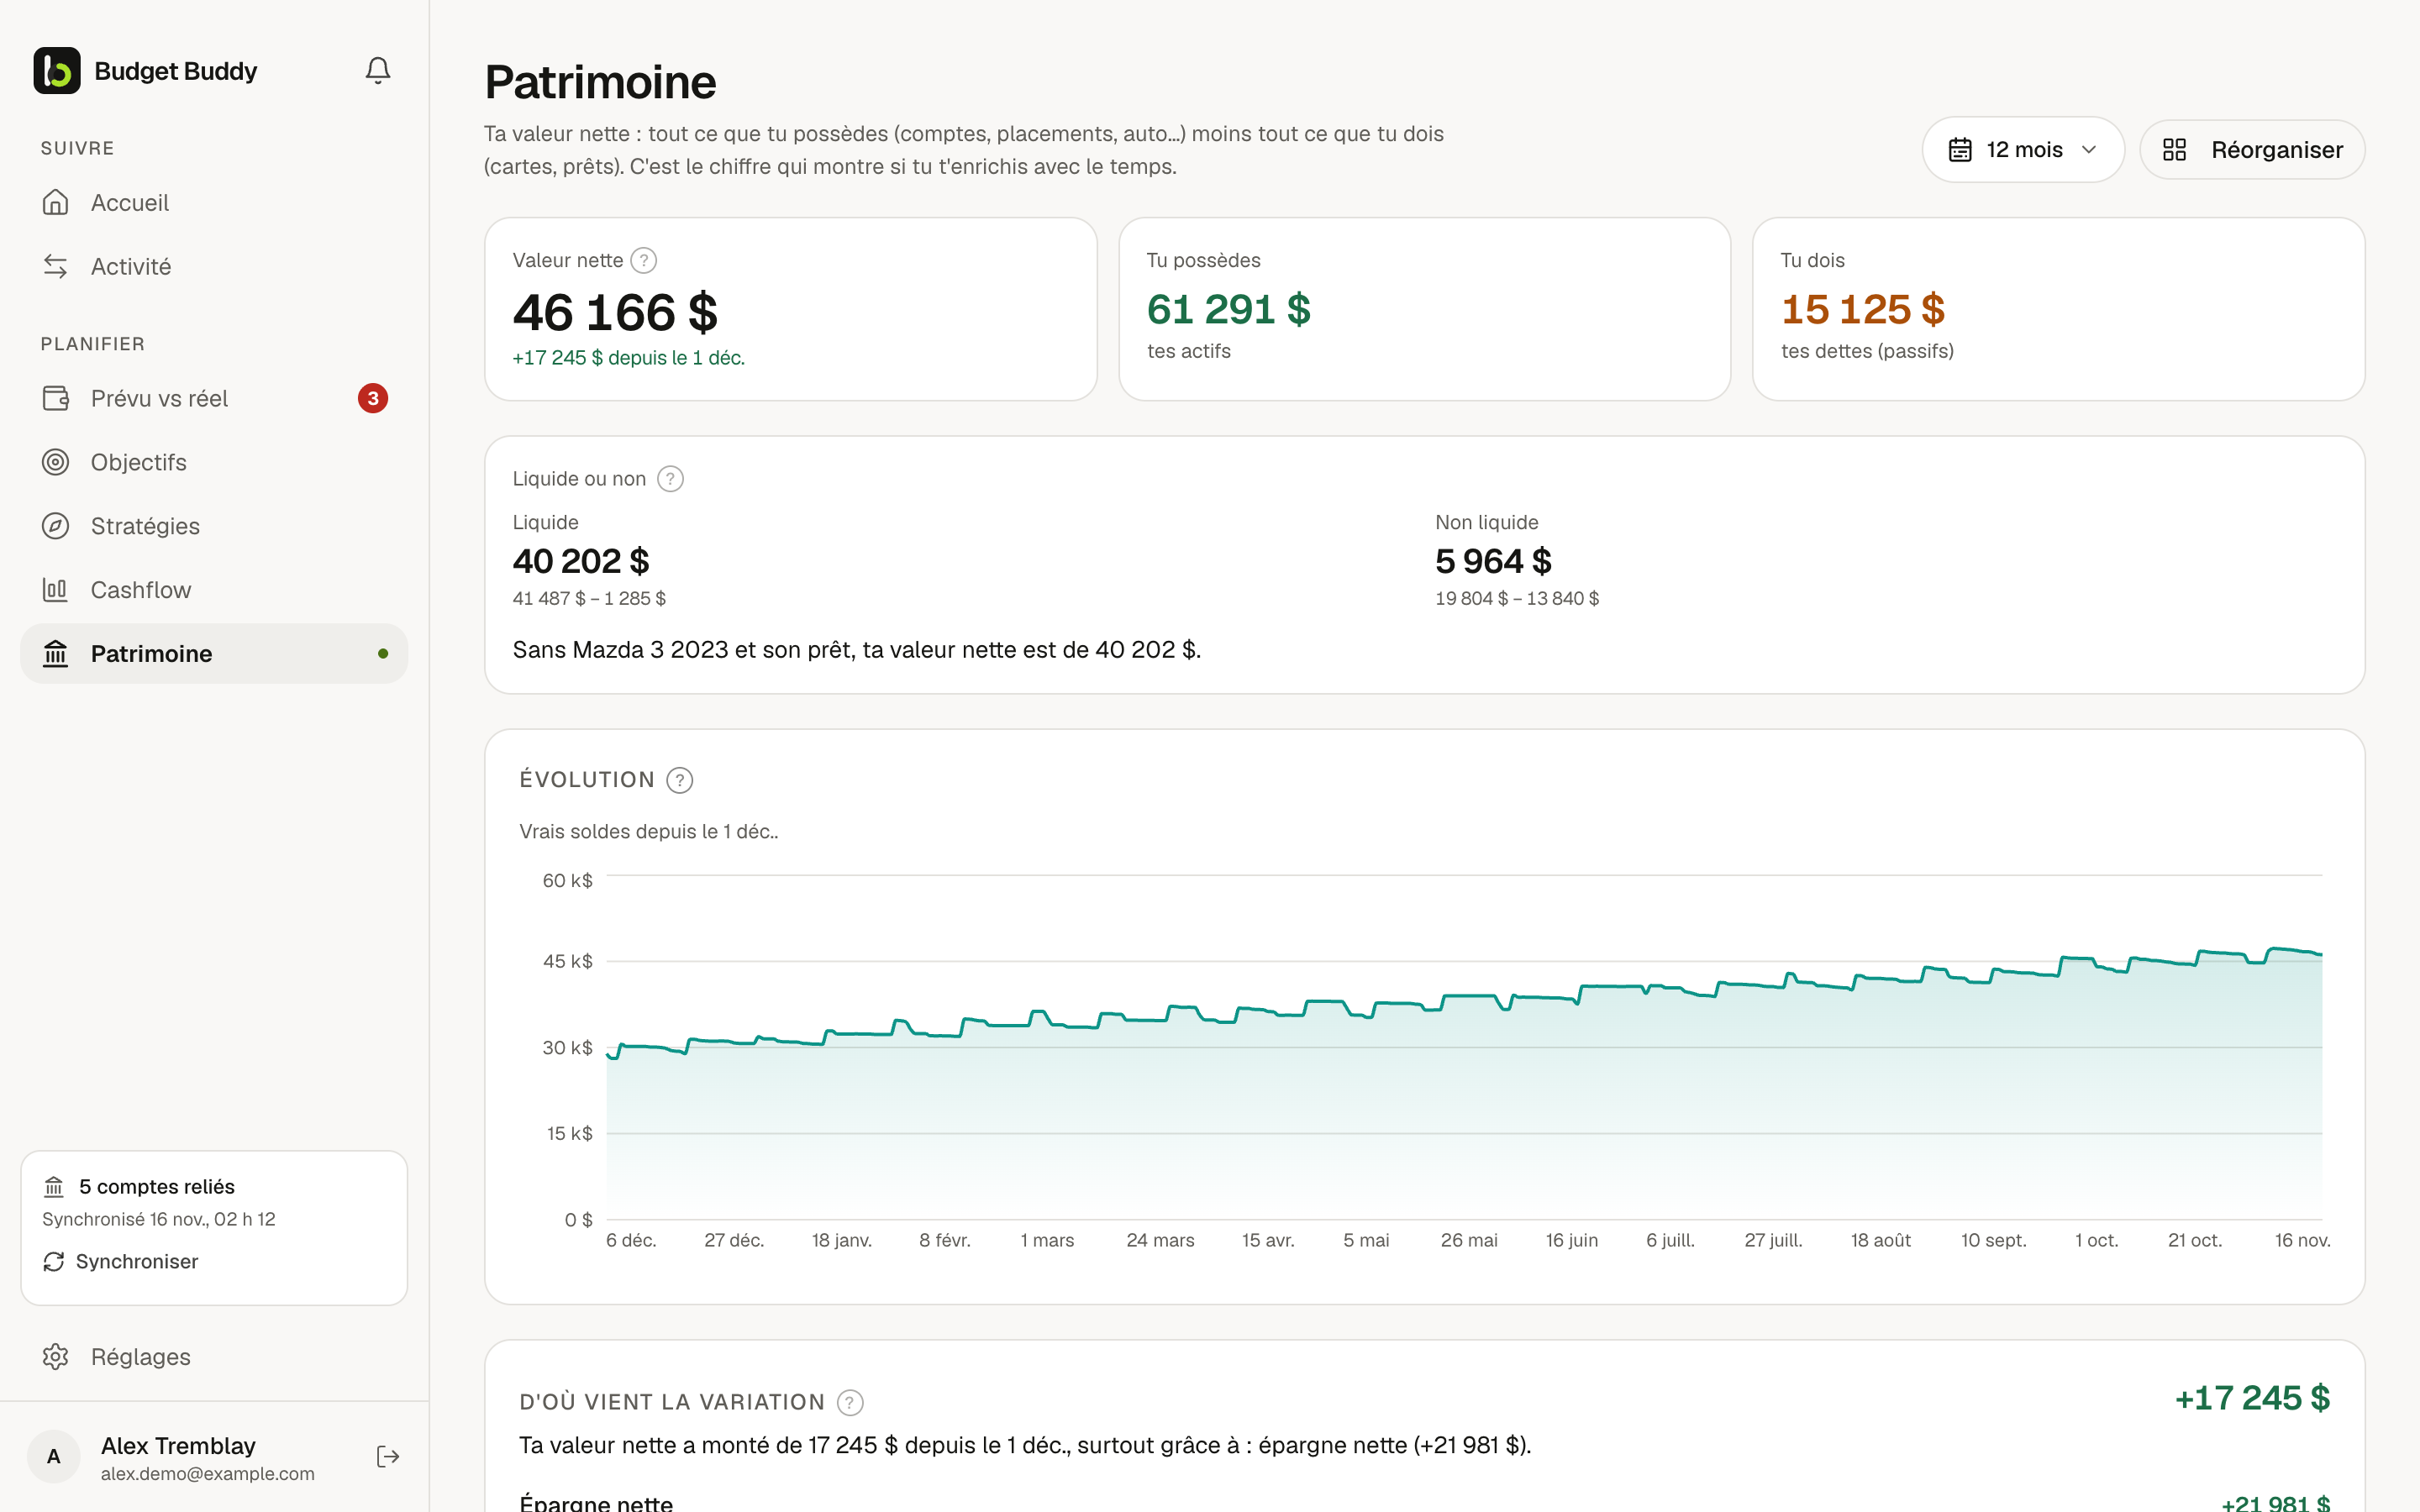 Budget Buddy
SUIVRE
Accueil
Activité
PLANIFIER
Prévu vs réel
3
Objectifs
Stratégies
Cashflow
Patrimoine
5 comptes reliés
Synchronisé 16 nov., 02 h 12
Synchroniser
Réglages
A
Alex Tremblay
alex.demo@example.com
Patrimoine
Ta valeur nette : tout ce que tu possèdes (comptes, placements, auto…) moins tout ce que tu dois
(cartes, prêts). C'est le chiffre qui montre si tu t'enrichis avec le temps.
12 mois
Réorganiser
Valeur nette ?
46 166 $
+17 245 $ depuis le 1 déc.
Tu possèdes
61 291 $
tes actifs
Tu dois
15 125 $
tes dettes (passifs)
Liquide ou non ?
Liquide
40 202 $
41 487 $ – 1 285 $
Non liquide
5 964 $
19 804 $ – 13 840 $
Sans Mazda 3 2023 et son prêt, ta valeur nette est de 40 202 $.
ÉVOLUTION ?
Vrais soldes depuis le 1 déc..
60 k$
45 k$
30 k$
15 k$
0 $
6 déc. 27 déc. 18 janv. 8 févr. 1 mars 24 mars 15 avr. 5 mai 26 mai 16 juin 6 juill. 27 juill. 18 août 10 sept. 1 oct. 21 oct. 16 nov.
D'OÙ VIENT LA VARIATION ?
+17 245 $
Ta valeur nette a monté de 17 245 $ depuis le 1 déc., surtout grâce à : épargne nette (+21 981 $).
Épargne nette
+21 981 $